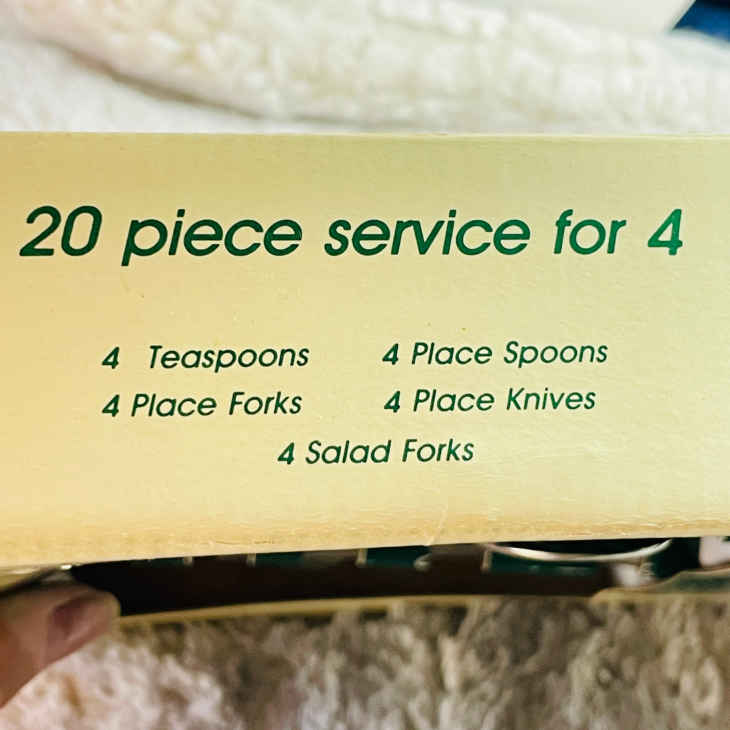 20 piece service for 4
4 Teaspoons 4 Place Spoons
4 Place Forks 4 Place Knives
4 Salad Forks